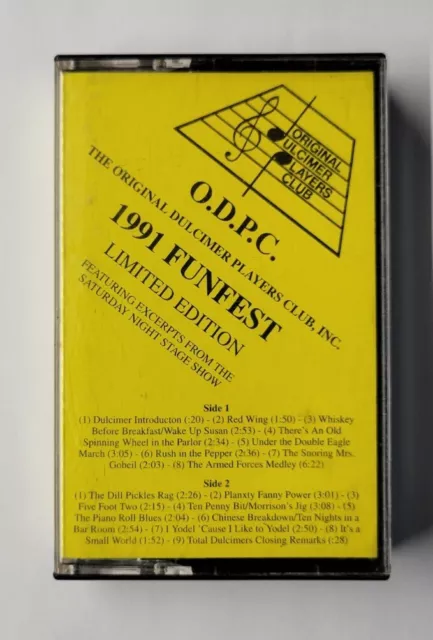 ORIGINAL
DULCIMER
PLAYERS
CLUB
O.D.P.C.
THE ORIGINAL DULCIMER PLAYERS CLUB, INC.
1991 FUNFEST
LIMITED EDITION
FEATURING EXCERPTS FROM THE
SATURDAY NIGHT STAGE SHOW
Side 1
(1) Dulcimer Introducton (:20) - (2) Red Wing (1:50) - (3) Whiskey
Before Breakfast/Wake Up Susan (2:53) - (4) There's An Old
Spinning Wheel in the Parlor (2:34) - (5) Under the Double Eagle
March (3:05) - (6) Rush in the Pepper (2:36) - (7) The Snoring Mrs.
Gobeil (2:03) - (8) The Armed Forces Medley (6:22)
Side 2
(1) The Dill Pickles Rag (2:26) - (2) Planxty Fanny Power (3:01) - (3)
Five Foot Two (2:15) - (4) Ten Penny Bit/Morrison's Jig (3:08) - (5)
The Piano Roll Blues (2:04) - (6) Chinese Breakdown/Ten Nights in a
Bar Room (2:54) - (7) I Yodel 'Cause I Like to Yodel (2:50) - (8) It's a
Small World (1:52) - (9) Total Dulcimers Closing Remarks (:28)